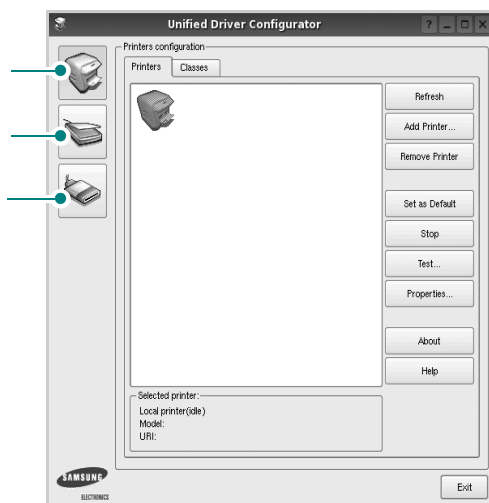 Unified Driver Configurator
?
Printers configuration
Printers
Classes
Refresh
Add Printer...
Remove Printer
Set as Default
Stop
Test...
Properties...
About
Help
Selected printer:
Local printer(idle)
Model:
URI:
SAMSUNG
ELECTRONICS
Exit